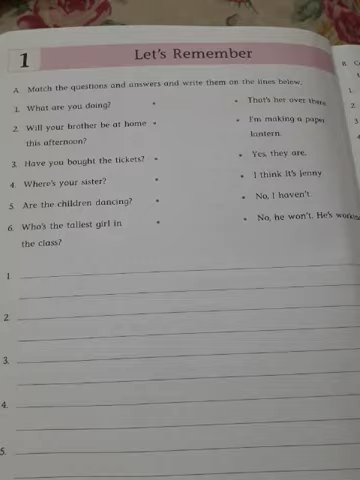 1
Let's Remember
A. Match the questions and answers and write them on the lines below.
1. What are you doing?
• That's her over there.
2. Will your brother be at home
this afternoon?
• I'm making a paper
lantern.
3. Have you bought the tickets?
• Yes, they are.
4. Where's your sister?
• I think it's Jenny
5. Are the children dancing?
• No, I haven't.
6. Who's the tallest girl in
the class?
• No, he won't. He's
1.
2.
3.
4.
5.
B.
1.
2.
3